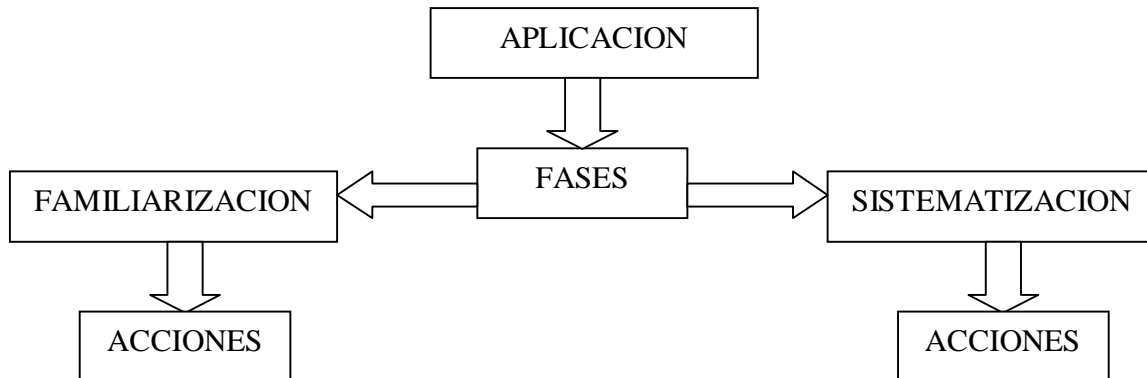 APLICACION
FASES
FAMILIARIZACION
SISTEMATIZACION
ACCIONES
ACCIONES